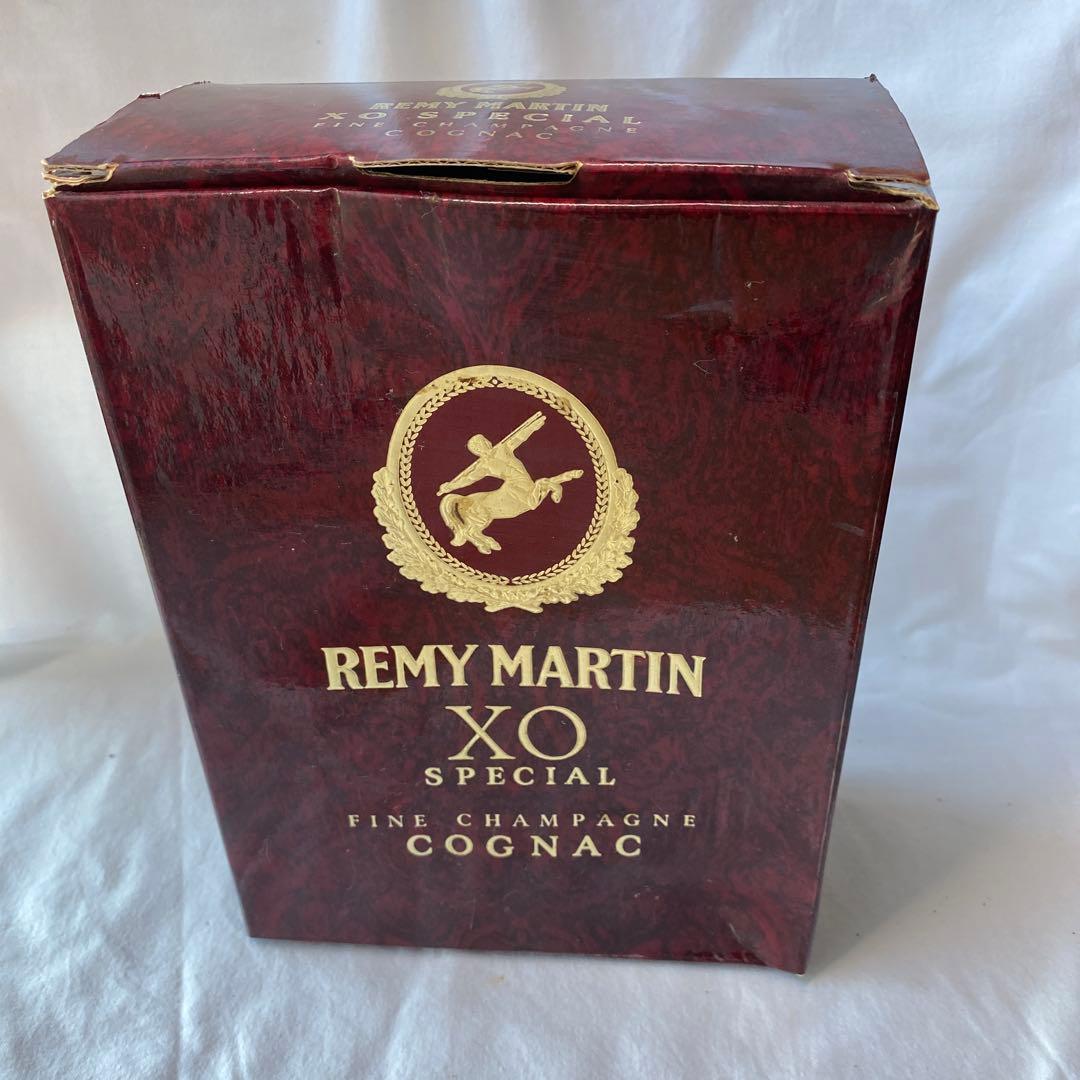 REMY MARTIN
XO SPECIAL
FINE CHAMPAGNE
COGNAC
REMY MARTIN
XO
SPECIAL
FINE CHAMPAGNE
COGNAC